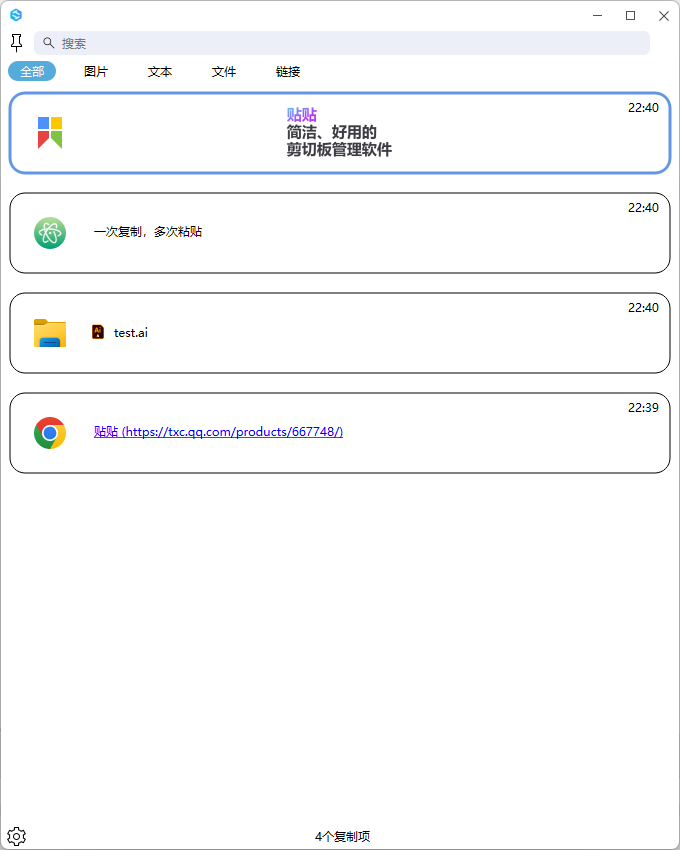 搜索
全部 图片 文本 文件 链接
22:40
贴贴
简洁、好用的
剪切板管理软件
22:40
一次复制，多次粘贴
22:40
Ai test.ai
22:39
贴贴 (https://txc.qq.com/products/667748/)
4个复制项